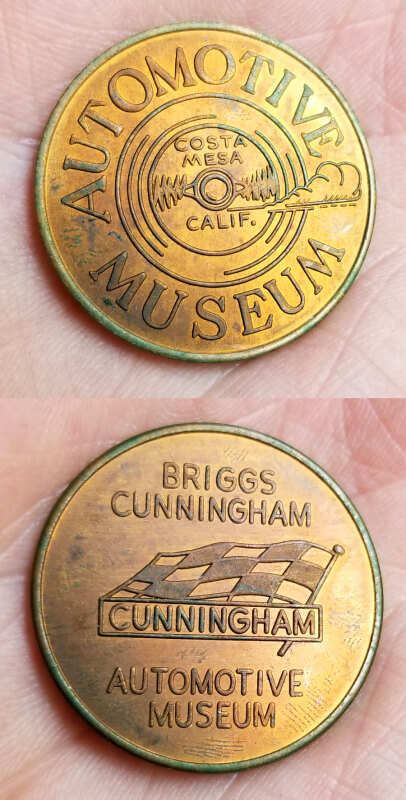 AUTOMOTIVE
COSTA
MESA
CALIF.
MUSEUM
BRIGGS
CUNNINGHAM
CUNNINGHAM
AUTOMOTIVE
MUSEUM